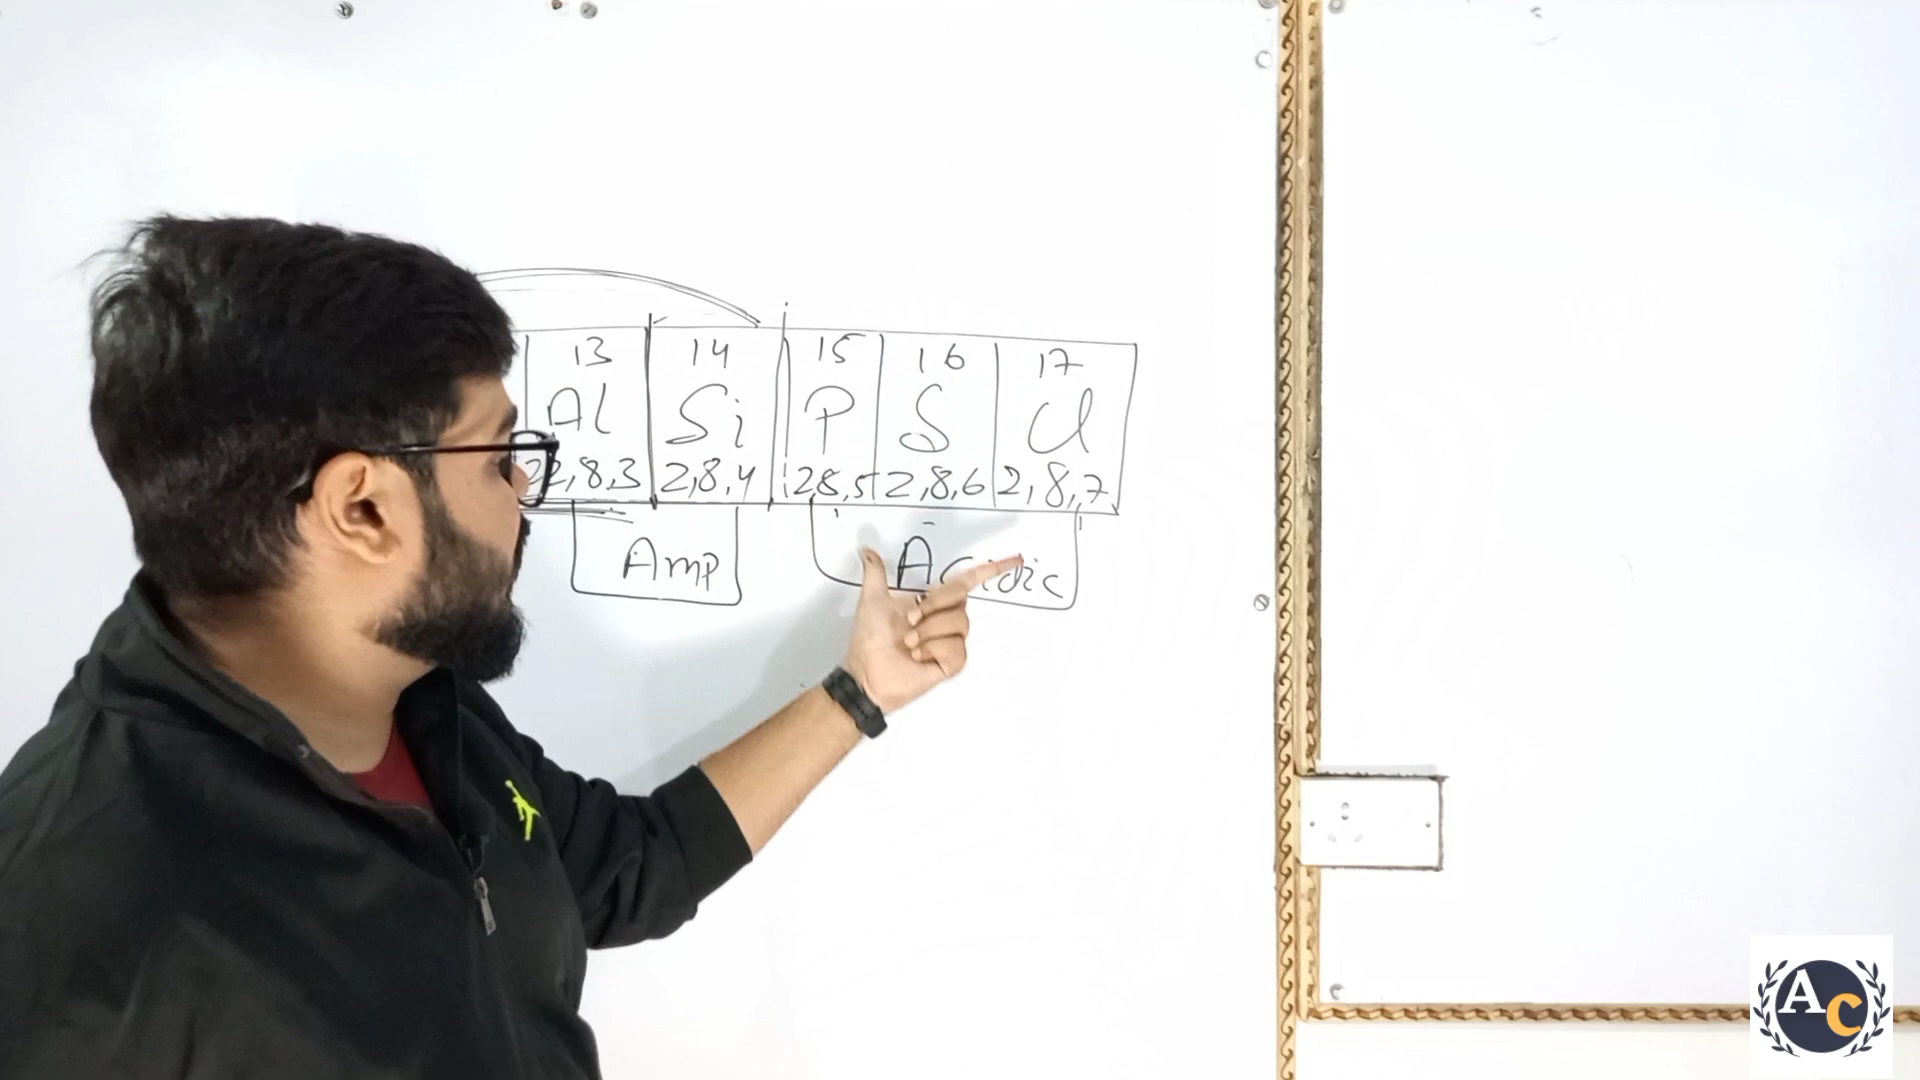 13 14 15 16 17
Al Si P S Cl
2,8,3 2,8,4 2,8,5 2,8,6 2,8,7
Amp Acidic
AC